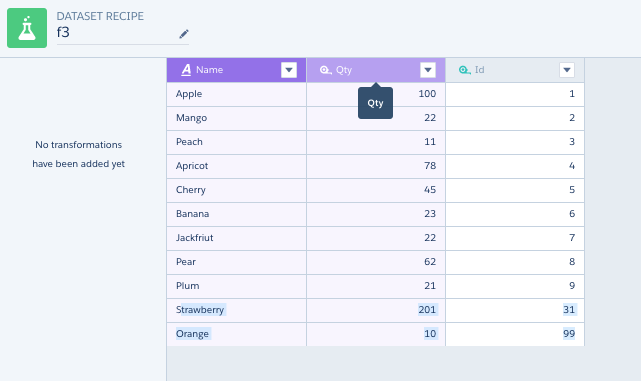 DATASET RECIPE
f3
No transformations
have been added yet
A Name Qty Id
Qty
Apple 100 1
Mango 22 2
Peach 11 3
Apricot 78 4
Cherry 45 5
Banana 23 6
Jackfriut 22 7
Pear 62 8
Plum 21 9
Strawberry 201 31
Orange 10 99